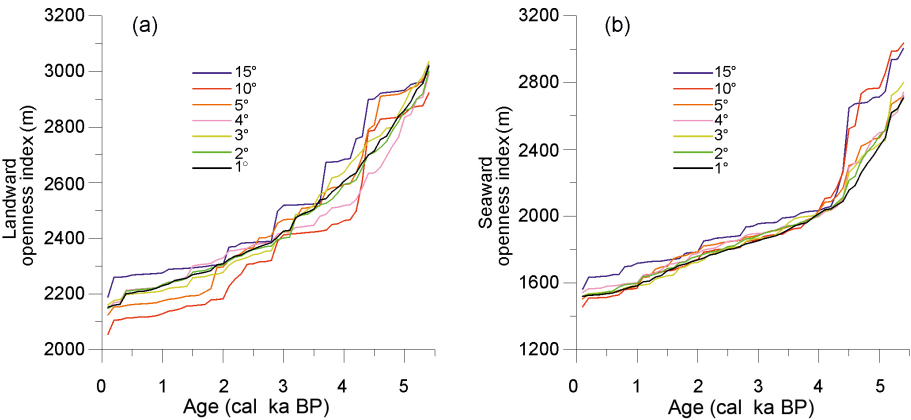 (a)
3200
3000
2800
2600
2400
2200
2000
Landward
openness index (m)
15°
10°
5°
4°
3°
2°
1°
0 1 2 3 4 5
Age (cal ka BP)
(b)
3200
2800
2400
2000
1600
1200
Seaward
openness index (m)
15°
10°
5°
4°
3°
2°
1°
0 1 2 3 4 5
Age (cal ka BP)